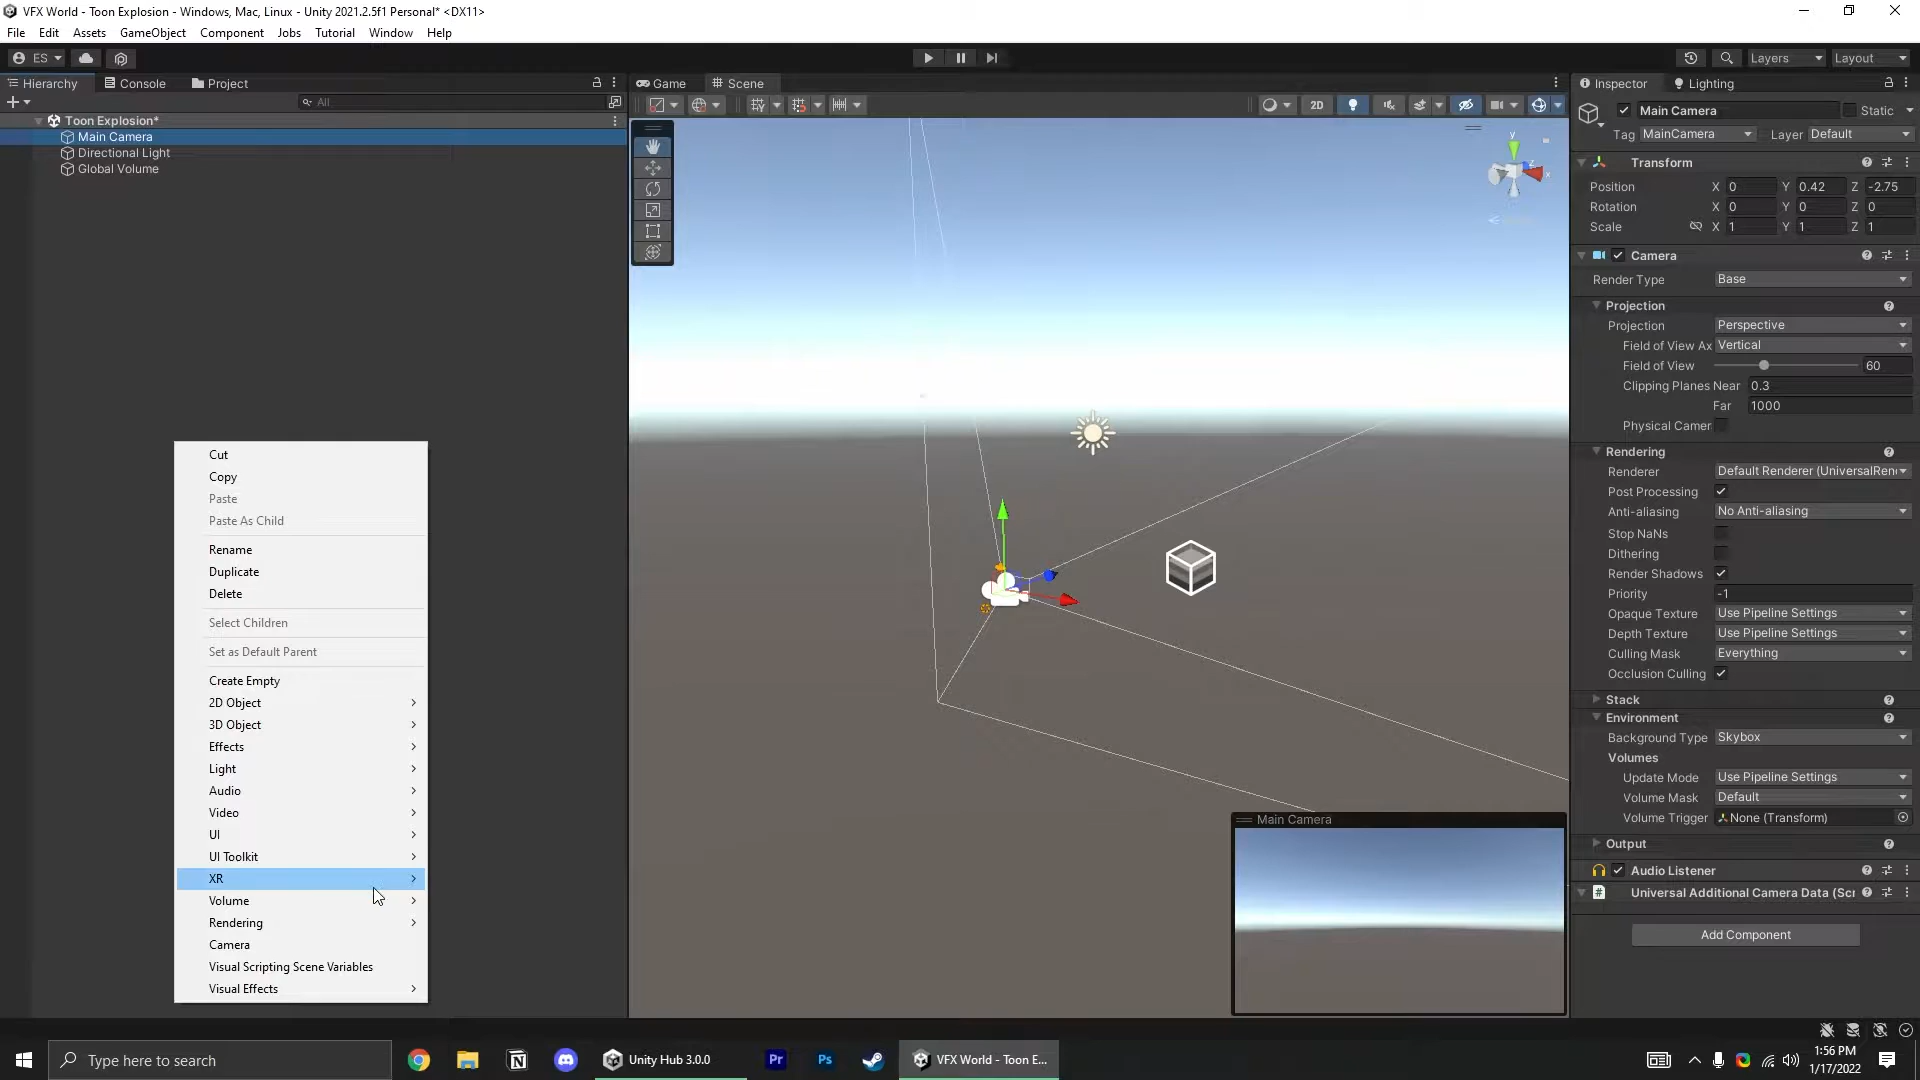 VFX World - Toon Explosion - Windows, Mac, Linux - Unity 2021.2.5f1 Personal* <DX11>
File Edit Assets GameObject Component Jobs Tutorial Window Help
ES Layers Layout
Hierarchy Console Project
Game Scene
Inspector Lighting
All
2D
Toon Explosion*
Main Camera
Directional Light
Global Volume
Cut
Copy
Paste
Paste As Child
Rename
Duplicate
Delete
Select Children
Set as Default Parent
Create Empty
2D Object
3D Object
Effects
Light
Audio
Video
UI
UI Toolkit
XR
Volume
Rendering
Camera
Visual Scripting Scene Variables
Visual Effects
y
x
z
Main Camera
Main Camera Static
Tag MainCamera Layer Default
Transform
Position X 0 Y 0.42 Z -2.75
Rotation X 0 Y 0 Z 0
Scale X 1 Y 1 Z 1
Camera
Render Type Base
Projection
Projection Perspective
Field of View Ax Vertical
Field of View 60
Clipping Planes Near 0.3
Far 1000
Physical Camer
Rendering
Renderer Default Renderer (UniversalRen
Post Processing
Anti-aliasing No Anti-aliasing
Stop NaNs
Dithering
Render Shadows
Priority -1
Opaque Texture Use Pipeline Settings
Depth Texture Use Pipeline Settings
Culling Mask Everything
Occlusion Culling
Stack
Environment
Background Type Skybox
Volumes
Update Mode Use Pipeline Settings
Volume Mask Default
Volume Trigger None (Transform)
Output
Audio Listener
# Universal Additional Camera Data (Scr
Add Component
Type here to search
Unity Hub 3.0.0
Pr
Ps
VFX World - Toon E...
1:56 PM
1/17/2022